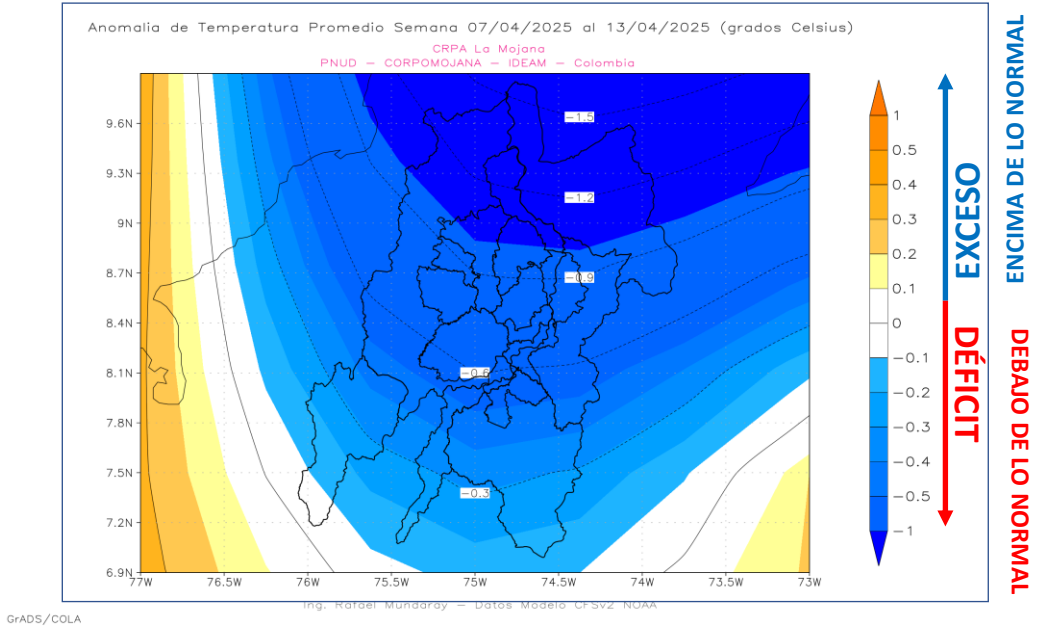 Anomalia de Temperatura Promedio Semana 07/04/2025 al 13/04/2025 (grados Celsius)
CRPA La Mojana
PNUD — CORPOMOJANA — IDEAM — Colombia
9.6N
9.3N
9N
8.7N
8.4N
8.1N
7.8N
7.5N
7.2N
6.9N
77W 76.5W 76W 75.5W 75W 74.5W 74W 73.5W 73W
−1.5
−1.2
−0.9
−0.6
−0.3
1
0.5
0.4
0.3
0.2
0.1
0
−0.1
−0.2
−0.3
−0.4
−0.5
−1
EXCESO
DÉFICIT
ENCIMA DE LO NORMAL
DEBAJO DE LO NORMAL
Ing. Rafael Mundaray — Datos Modelo CFSv2 NOAA
GrADS/COLA